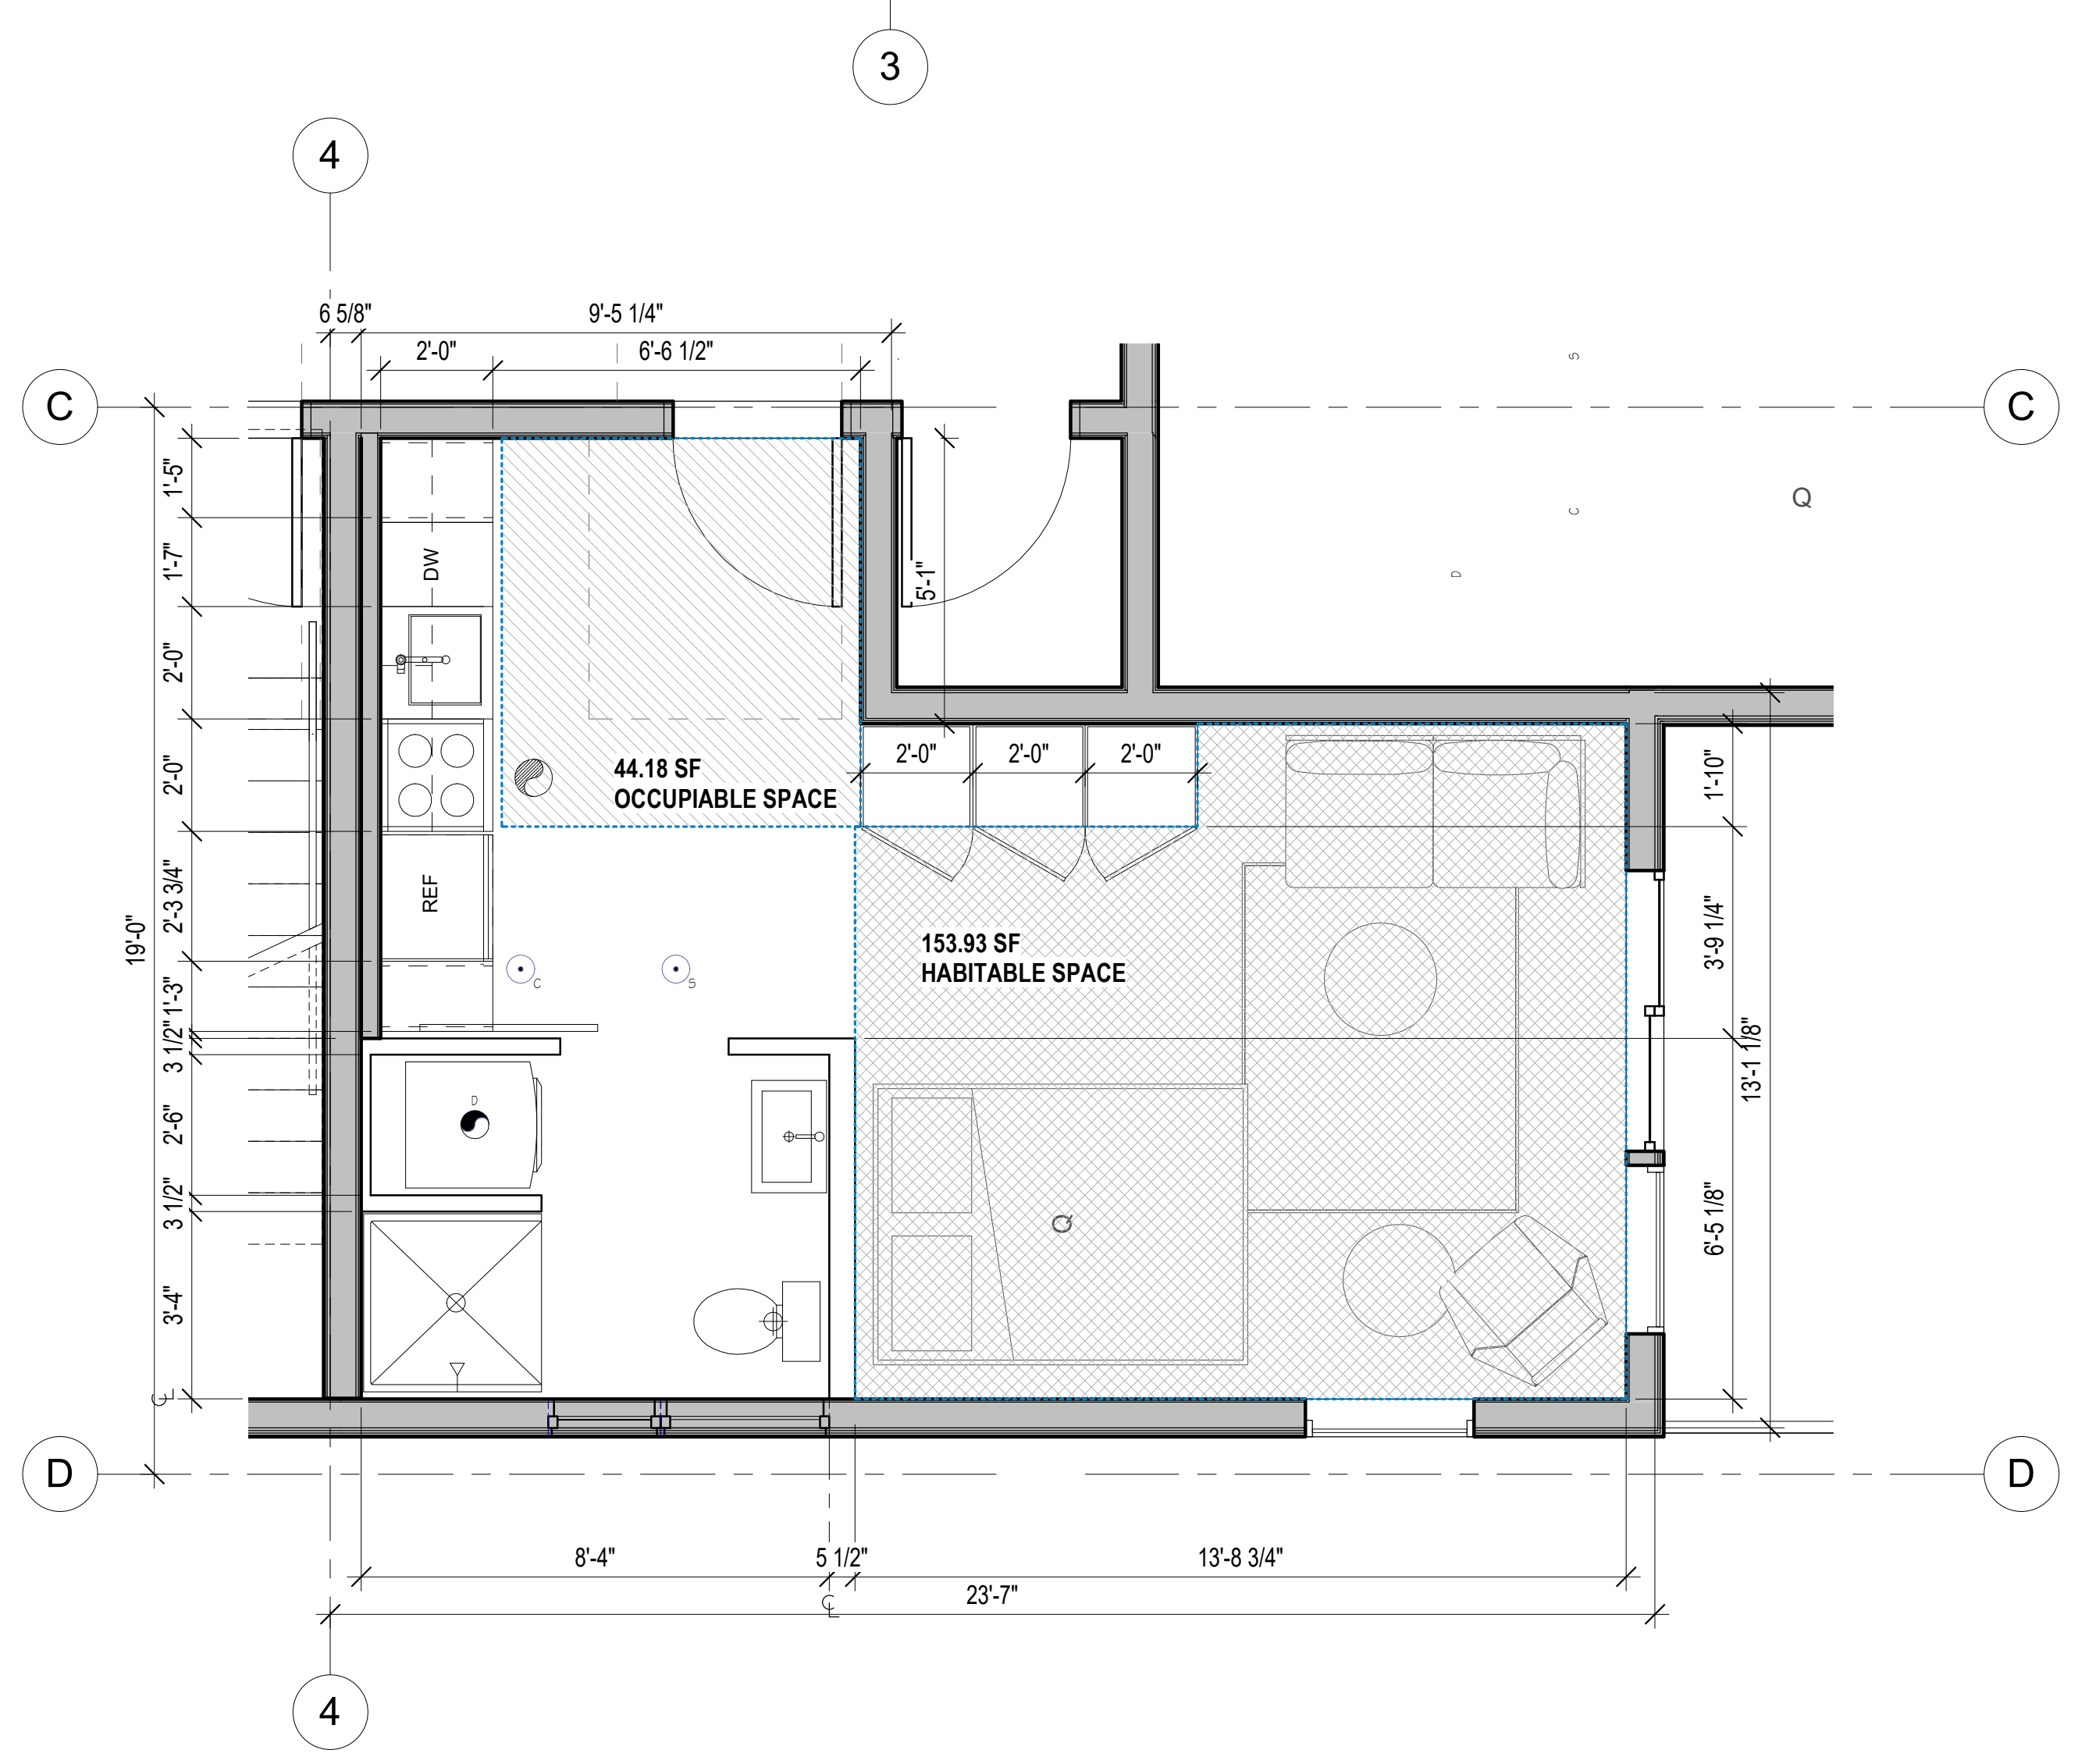 3
4
6 5/8"
9'-5 1/4"
2'-0"
6'-6 1/2"
C
C
S
Q
C
D
1'-5"
1'-7"
2'-0"
2'-0"
2'-3 3/4"
1'-3"
3 1/2"
2'-6"
3 1/2"
3'-4"
19'-0"
DW
REF
5'-1"
2'-0"
2'-0"
2'-0"
44.18 SF
OCCUPIABLE SPACE
153.93 SF
HABITABLE SPACE
C
S
D
Q
1'-10"
3'-9 1/4"
6'-5 1/8"
13'-1 1/8"
CL
D
D
8'-4"
5 1/2"
13'-8 3/4"
23'-7"
CL
4